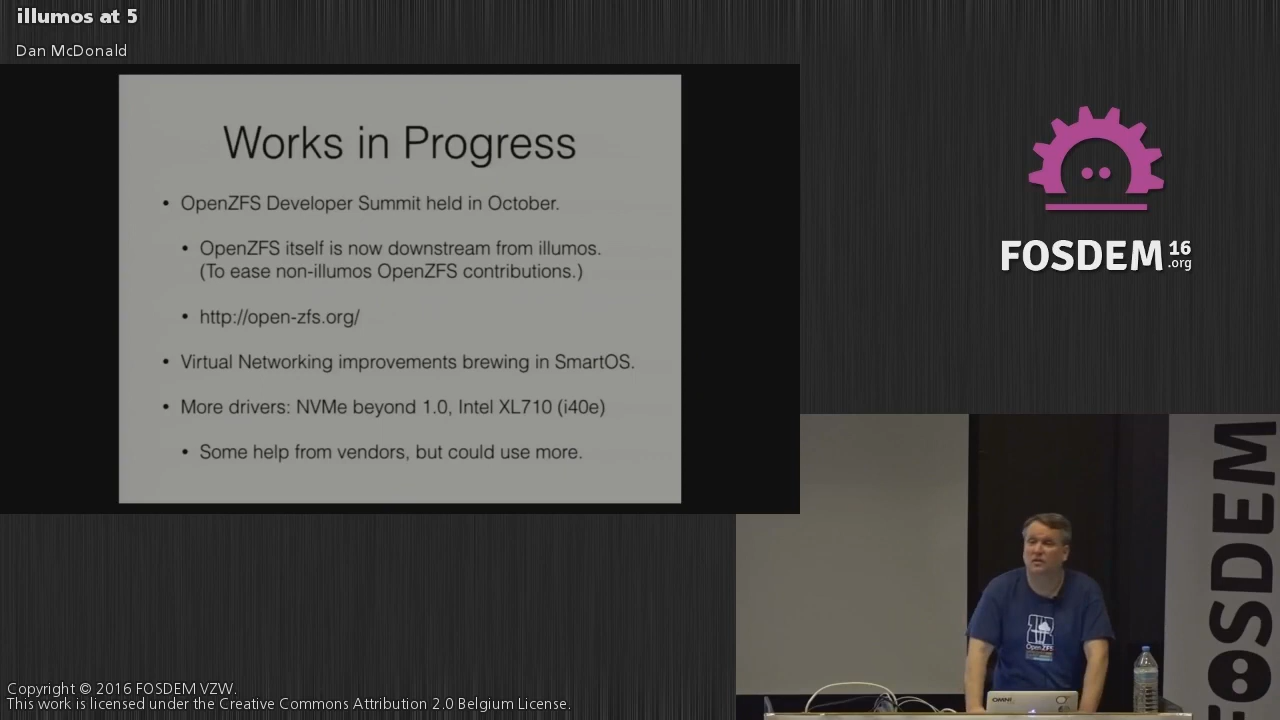 illumos at 5
Dan McDonald
Works in Progress
• OpenZFS Developer Summit held in October.
• OpenZFS itself is now downstream from illumos.
(To ease non-illumos OpenZFS contributions.)
• http://open-zfs.org/
• Virtual Networking improvements brewing in SmartOS.
• More drivers: NVMe beyond 1.0, Intel XL710 (i40e)
• Some help from vendors, but could use more.
FOSDEM 16
.org
FOSDEM
OpenZFS
OMNI
Copyright © 2016 FOSDEM VZW.
This work is licensed under the Creative Commons Attribution 2.0 Belgium License.